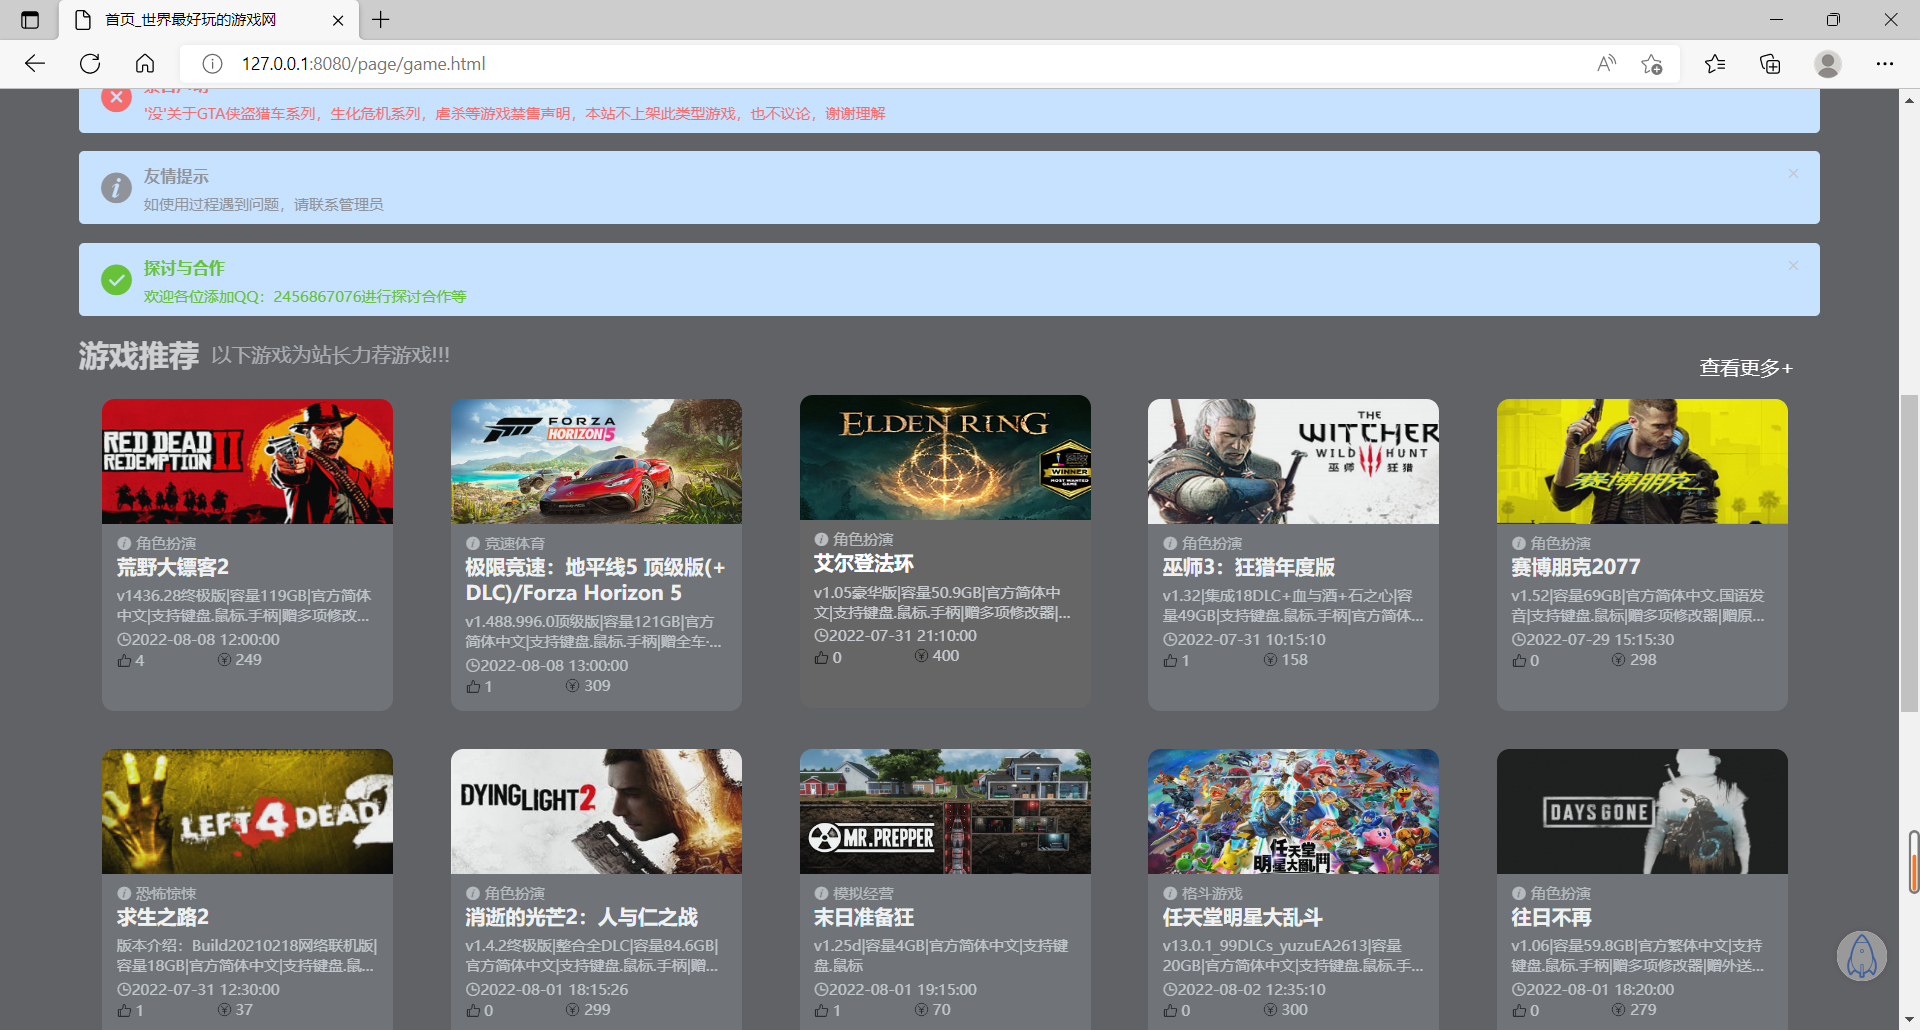 首页_世界最好玩的游戏网
127.0.0.1:8080/page/game.html
'没'关于GTA侠盗猎车系列，生化危机系列，虐杀等游戏禁售声明，本站不上架此类型游戏，也不议论，谢谢理解
友情提示
如使用过程遇到问题，请联系管理员
探讨与合作
欢迎各位添加QQ：2456867076进行探讨合作等
游戏推荐 以下游戏为站长力荐游戏!!!
查看更多+
RED DEAD
REDEMPTION II
角色扮演
荒野大镖客2
v1436.28终极版|容量119GB|官方简体
中文|支持键盘.鼠标.手柄|赠多项修改...
2022-08-08 12:00:00
4 249
FORZA
HORIZON 5
竞速体育
极限竞速：地平线5 顶级版(+
DLC)/Forza Horizon 5
v1.488.996.0顶级版|容量121GB|官方
简体中文|支持键盘.鼠标.手柄|赠全车·...
2022-08-08 13:00:00
1 309
ELDEN RING
WINNER
MOST WANTED
GAME
角色扮演
艾尔登法环
v1.05豪华版|容量50.9GB|官方简体中
文|支持键盘.鼠标.手柄|赠多项修改器|...
2022-07-31 21:10:00
0 400
THE
WITCHER
WILD HUNT
巫师 狂猎
角色扮演
巫师3：狂猎年度版
v1.32|集成18DLC+血与酒+石之心|容
量49GB|支持键盘.鼠标.手柄|官方简体...
2022-07-31 10:15:10
1 158
赛博朋克
角色扮演
赛博朋克2077
v1.52|容量69GB|官方简体中文.国语发
音|支持键盘.鼠标|赠多项修改器|赠原...
2022-07-29 15:15:30
0 298
LEFT 4 DEAD 2
恐怖惊悚
求生之路2
版本介绍：Build20210218网络联机版|
容量18GB|官方简体中文|支持键盘.鼠...
2022-07-31 12:30:00
1 37
DYING LIGHT 2
角色扮演
消逝的光芒2：人与仁之战
v1.4.2终极版|整合全DLC|容量84.6GB|
官方简体中文|支持键盘.鼠标.手柄|赠...
2022-08-01 18:15:26
0 299
MR.PREPPER
模拟经营
末日准备狂
v1.25d|容量4GB|官方简体中文|支持键
盘.鼠标
2022-08-01 19:15:00
1 70
任天堂
明星大亂鬥
格斗游戏
任天堂明星大乱斗
v13.0.1_99DLCs_yuzuEA2613|容量
20GB|官方简体中文|支持键盘.鼠标.手...
2022-08-02 12:35:10
0 300
DAYS GONE
角色扮演
往日不再
v1.06|容量59.8GB|官方繁体中文|支持
键盘.鼠标.手柄|赠多项修改器|赠外送...
2022-08-01 18:20:00
0 279